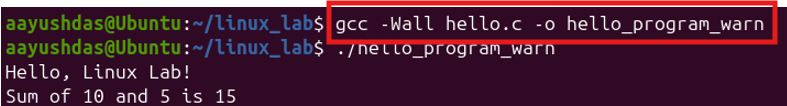 aayushdas@Ubuntu:~/linux_lab$ gcc -Wall hello.c -o hello_program_warn
aayushdas@Ubuntu:~/linux_lab$ ./hello_program_warn
Hello, Linux Lab!
Sum of 10 and 5 is 15